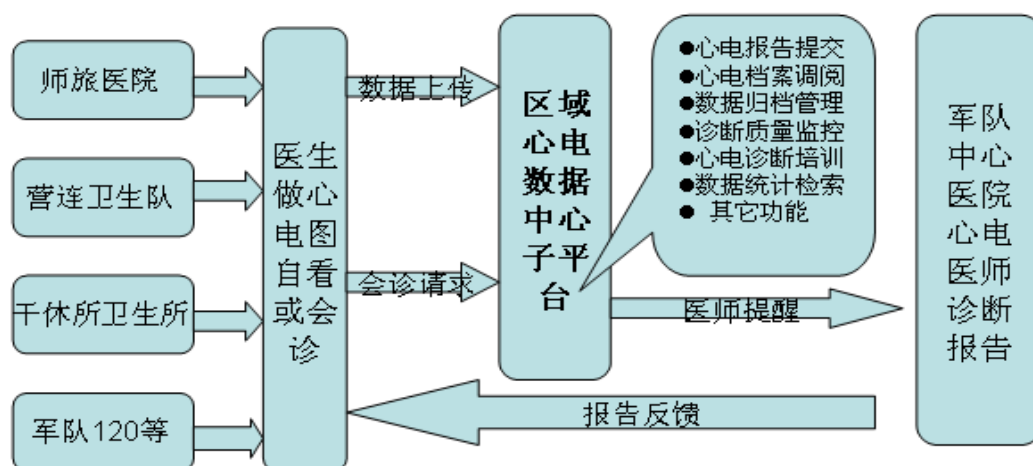 师旅医院
营连卫生队
干休所卫生所
军队120等
医生
做心
电图
自看
或会
诊
数据上传
会诊请求
区域
心电
数据
中心
子平
台
●心电报告提交
●心电档案调阅
●数据归档管理
●诊断质量监控
●心电诊断培训
●数据统计检索
● 其它功能
医师提醒
报告反馈
军队
中心
医院
心电
医师
诊断
报告